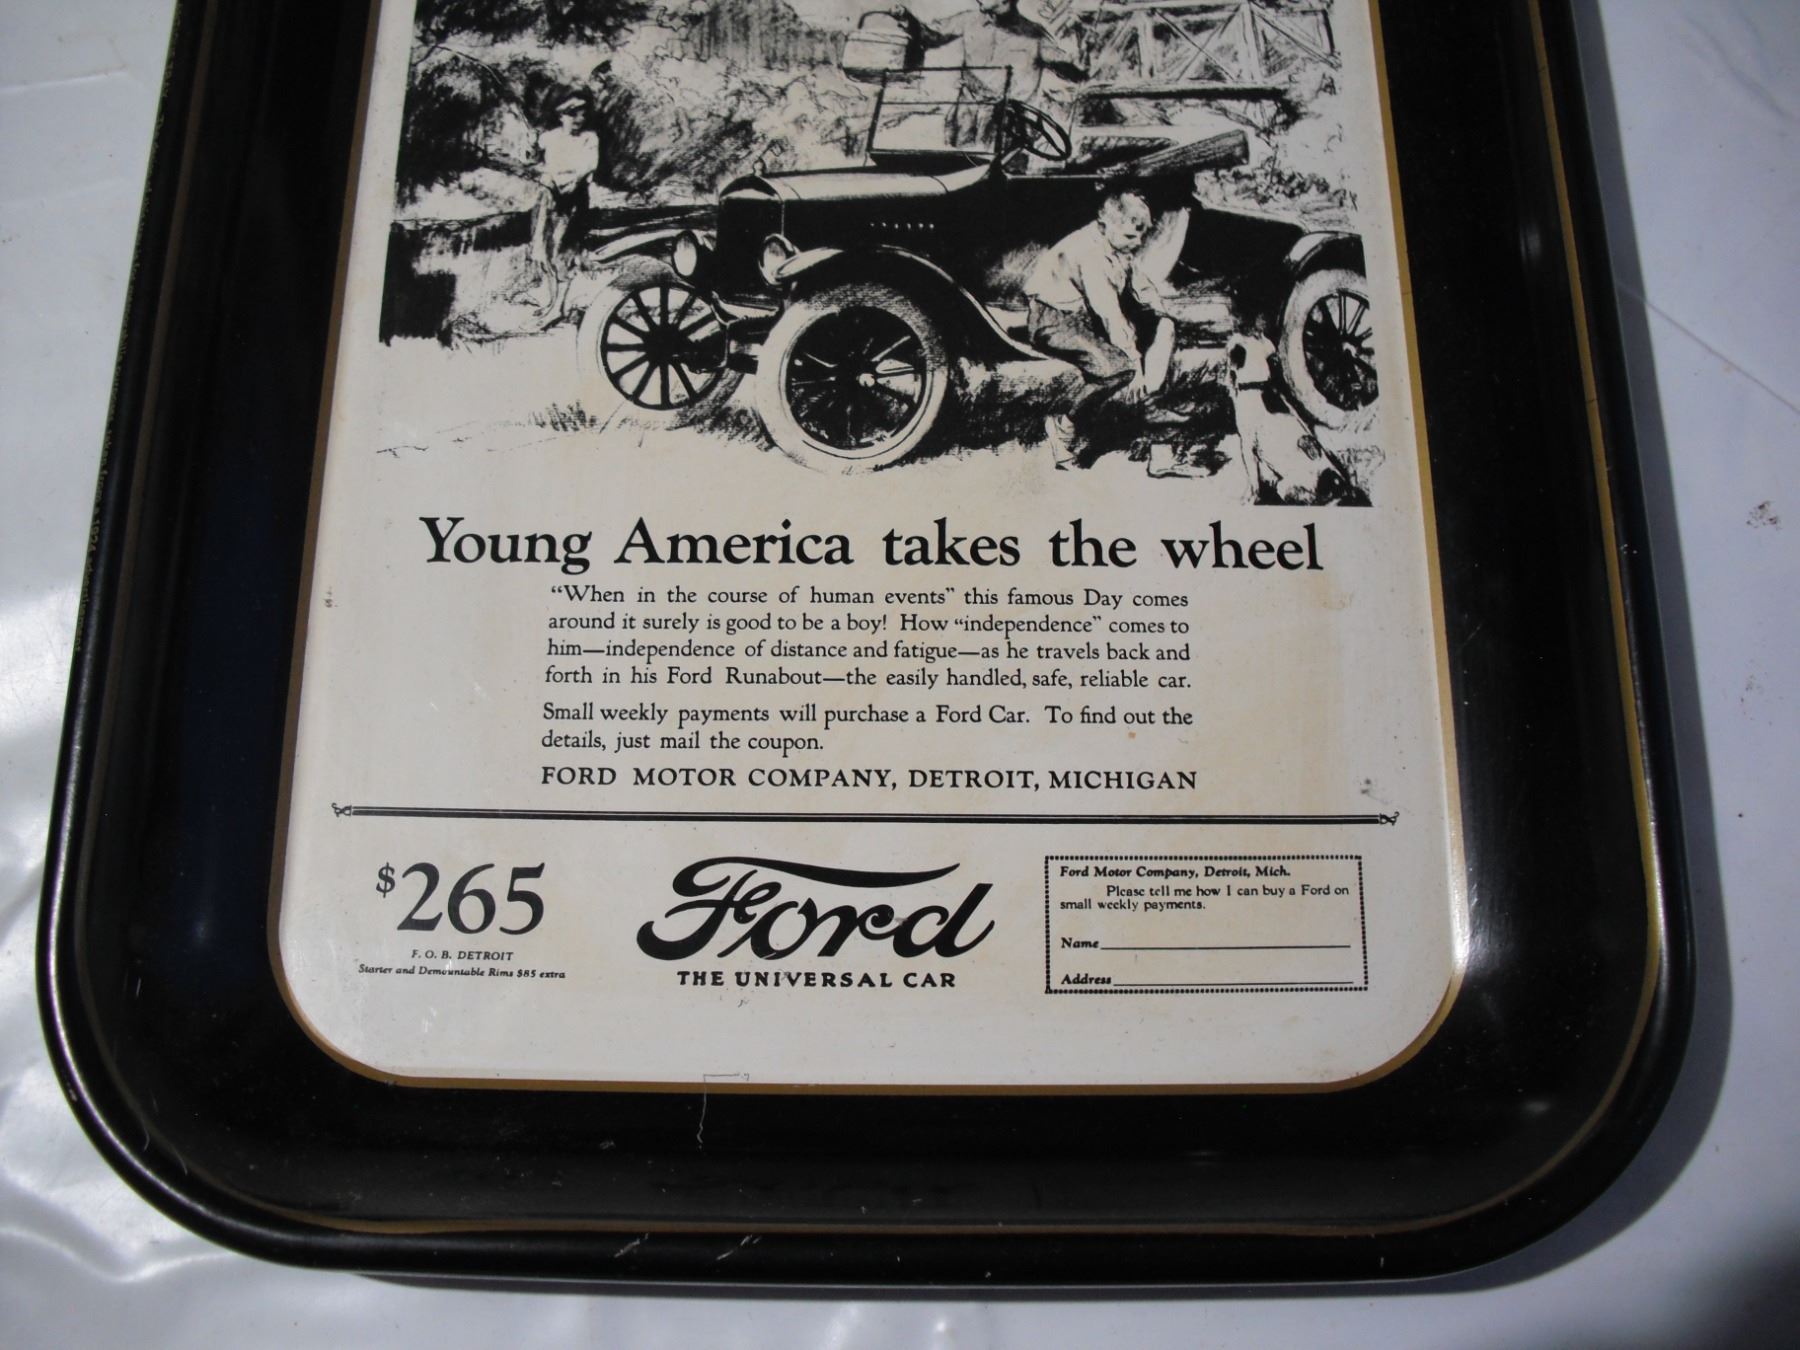 Young America takes the wheel
“When in the course of human events” this famous Day comes
around it surely is good to be a boy! How “independence” comes to
him—independence of distance and fatigue—as he travels back and
forth in his Ford Runabout—the easily handled, safe, reliable car.
Small weekly payments will purchase a Ford Car. To find out the
details, just mail the coupon.
FORD MOTOR COMPANY, DETROIT, MICHIGAN
$265
F. O. B. DETROIT
Starter and Demountable Rims $85 extra
Ford
THE UNIVERSAL CAR
Ford Motor Company, Detroit, Mich.
Please tell me how I can buy a Ford on
small weekly payments.
Name
Address